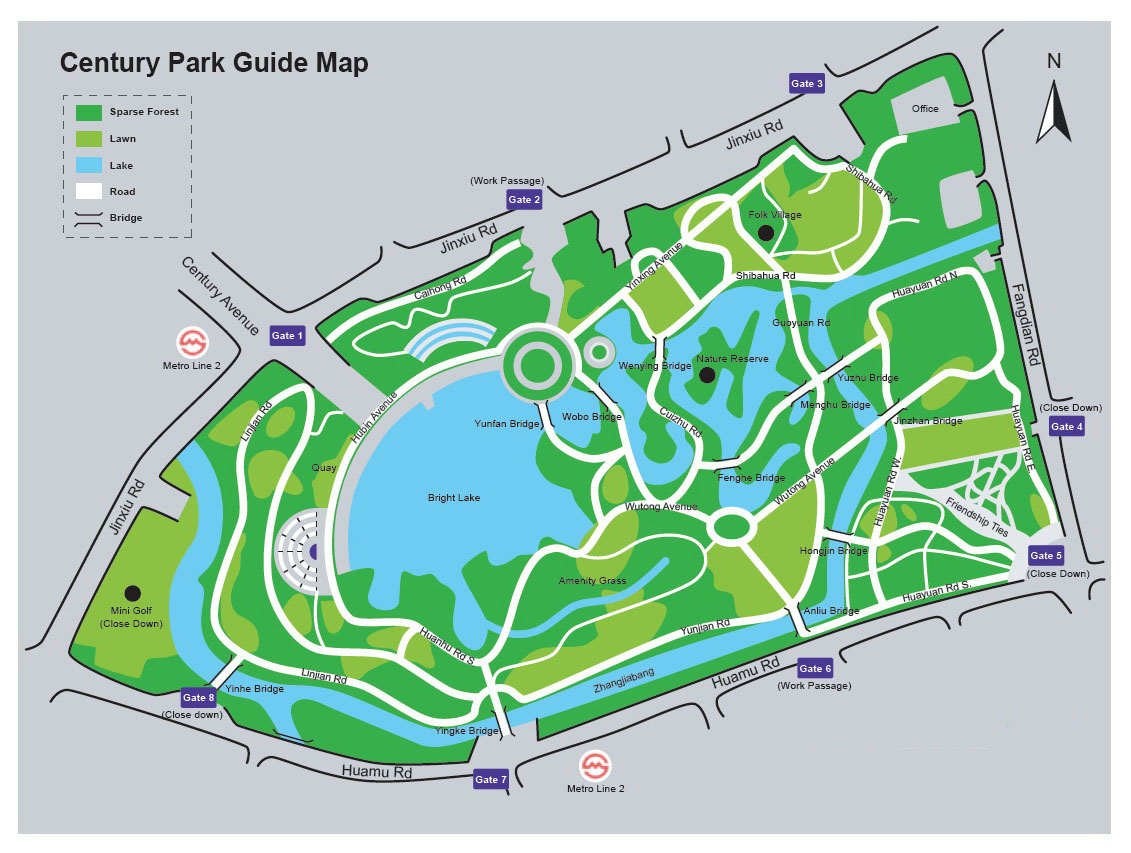 Century Park Guide Map
Sparse Forest
Lawn
Lake
Road
Bridge
N
Gate 3
Office
Jinxiu Rd
(Work Passage)
Gate 2
Jinxiu Rd
Shibahua Rd
Folk Village
Century Avenue
Caihong Rd
Yinxing Avenue
Shibahua Rd
Huayuan Rd N.
Fangdian Rd
Gate 1
Metro Line 2
Guoyuan Rd
Wenying Bridge
Nature Reserve
Yuzhu Bridge
Menghu Bridge
(Close Down)
Gate 4
Linjian Rd
Hubin Avenue
Yunfan Bridge
Wobo Bridge
Cuizhu Rd
Jinzhan Bridge
Huayuan Rd E.
Quay
Bright Lake
Fenghe Bridge
Wutong Avenue
Huayuan Rd W.
Jinxiu Rd
Wutong Avenue
Friendship Ties
Hongjin Bridge
Gate 5
(Close Down)
Amenity Grass
Mini Golf
(Close Down)
Huayuan Rd S.
Anliu Bridge
Yunjian Rd
Huannu Rd S.
Linjian Rd
Zhangjiabang
Huamu Rd
Gate 6
(Work Passage)
Yinhe Bridge
Gate 8
(Close down)
Yingke Bridge
Huamu Rd
Gate 7
Metro Line 2